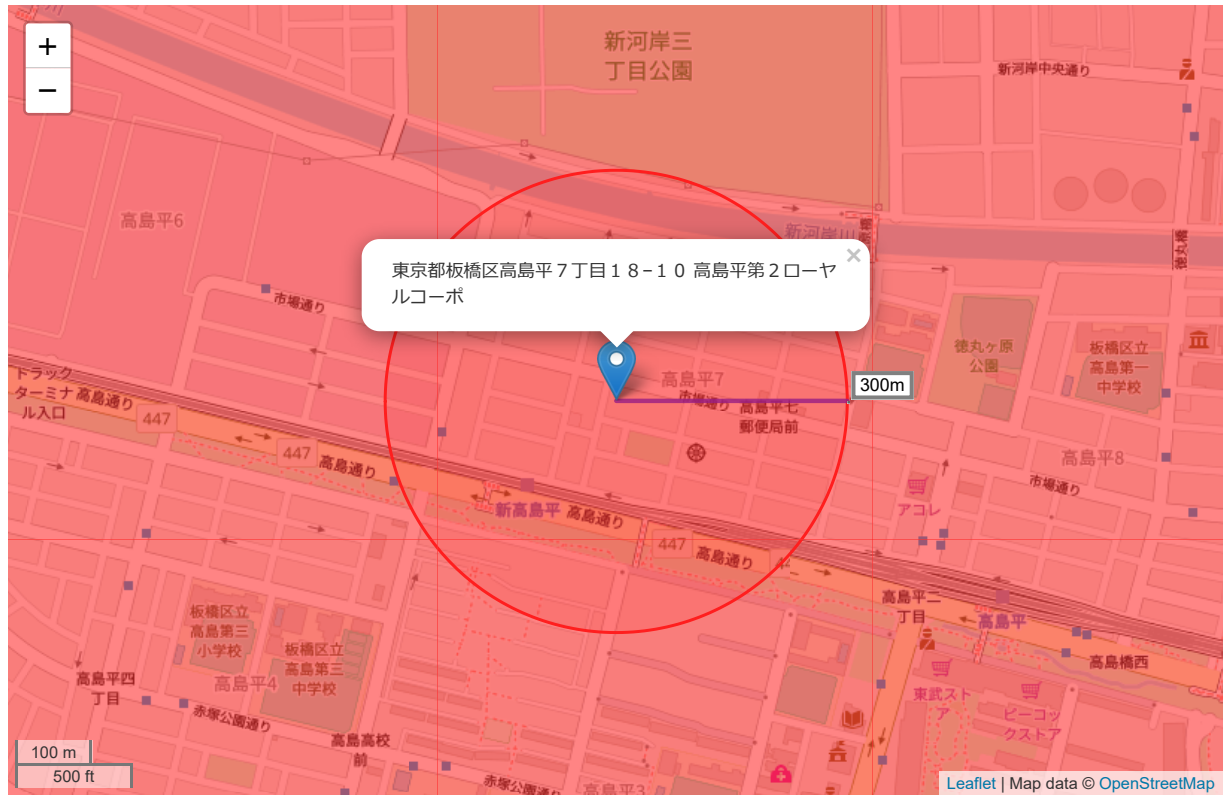 +
−
新河岸三
丁目公園
新河岸中央通り
高島平6
新河岸川
徳丸橋
×
東京都板橋区高島平７丁目１８−１０ 高島平第２ローヤ
ルコーポ
市場通り
徳丸ヶ原
公園
板橋区立
高島第一
中学校
トラック
ターミナ
ル入口
高島通り
447
高島平7
市場通り
300m
高島平七
郵便局前
447
高島通り
高島平8
市場通り
アコレ
新高島平
高島通り
447
高島通り
高島平二
丁目
高島平
高島橋西
板橋区立
高島第三
小学校
板橋区立
高島第三
中学校
高島平4
高島平四
丁目
赤塚公園通り
高島高校
前
東武スト
ア
ピーコッ
クストア
赤塚公園通り
高島平3
100 m
500 ft
Leaflet | Map data © OpenStreetMap